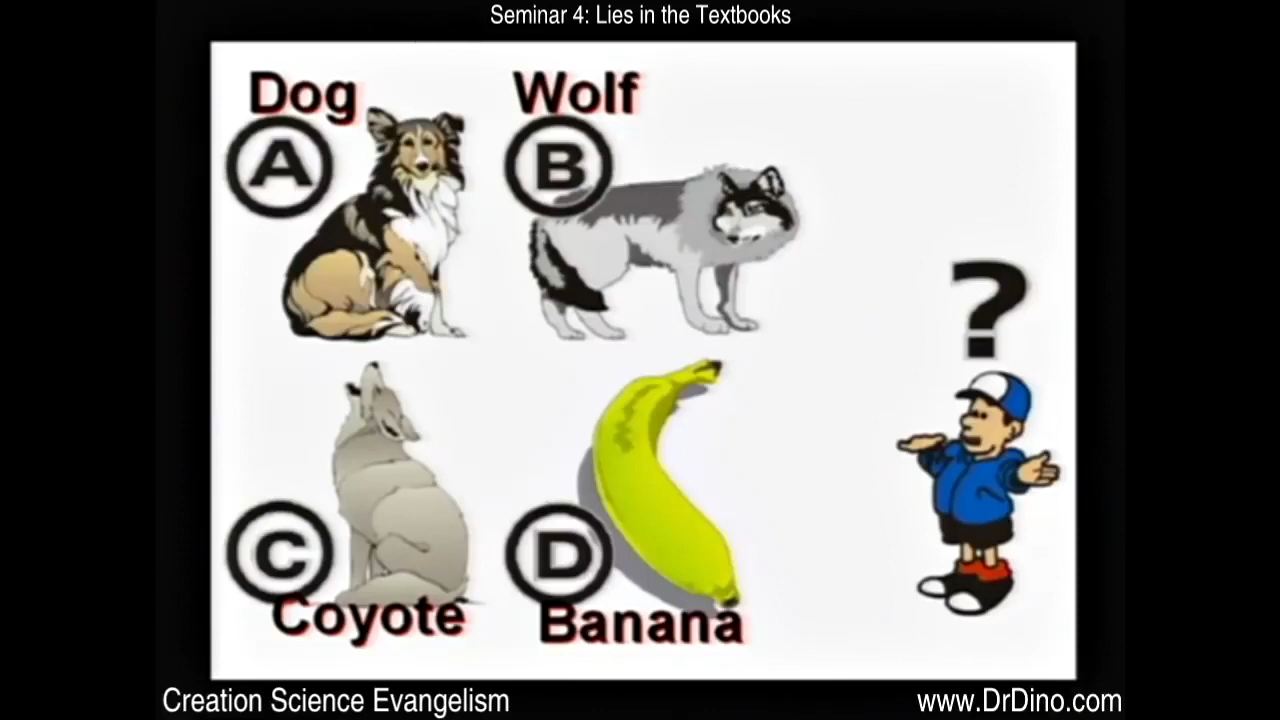 Seminar 4: Lies in the Textbooks
Dog
A
Wolf
B
?
C
Coyote
D
Banana
Creation Science Evangelism
www.DrDino.com